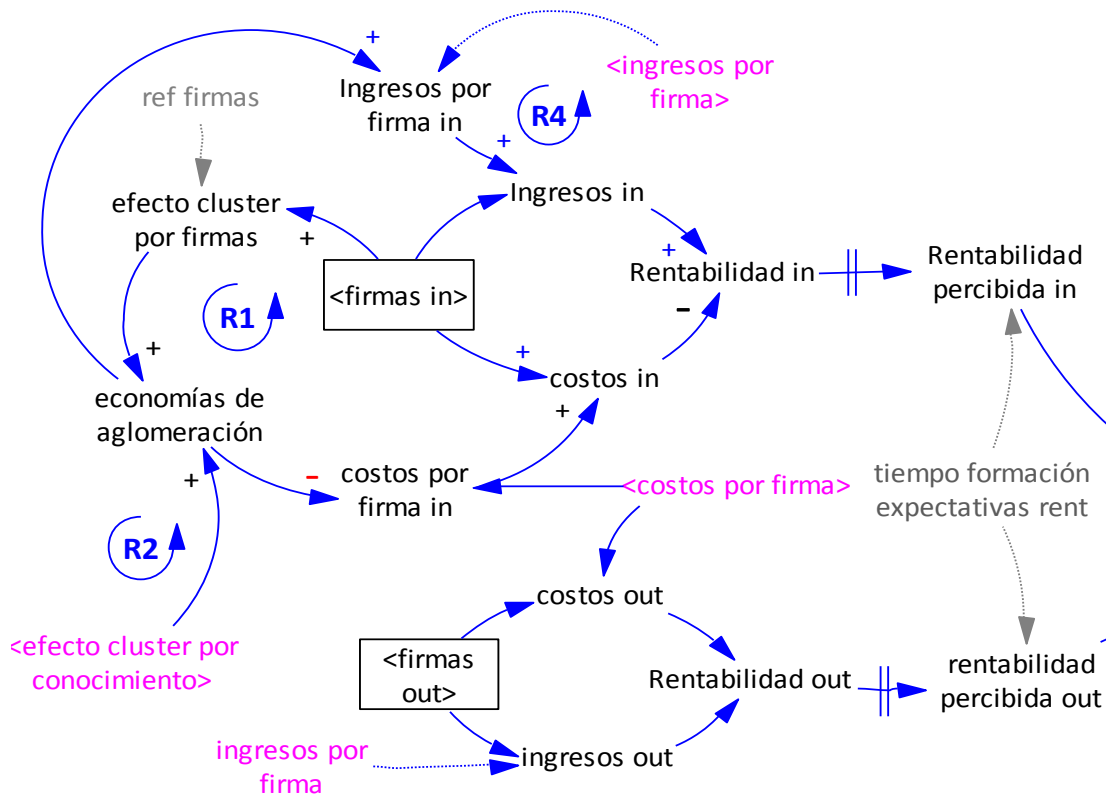 +
<ingresos por
firma>
Ingresos por
firma in
ref firmas
R4
+
efecto cluster
por firmas
+
Ingresos in
+
<firmas in>
Rentabilidad in
-
Rentabilidad
percibida in
R1
+
+
costos in
economías de
aglomeración
+
+
-
costos por
firma in
<costos por firma>
tiempo formación
expectativas rent
R2
costos out
<efecto cluster por
conocimiento>
<firmas
out>
Rentabilidad out
rentabilidad
percibida out
ingresos por
firma
ingresos out